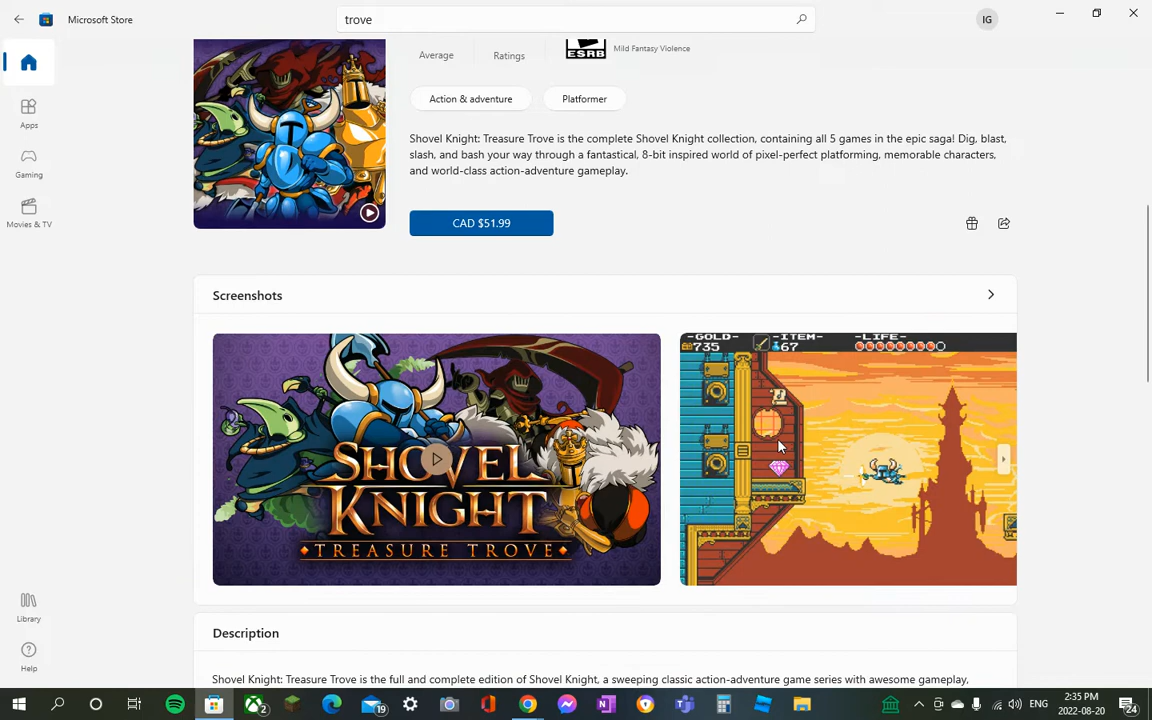 Microsoft Store
trove
IG
Average
Ratings
ESRB
Mild Fantasy Violence
Apps
Gaming
Movies & TV
Action & adventure
Platformer
Shovel Knight: Treasure Trove is the complete Shovel Knight collection, containing all 5 games in the epic saga! Dig, blast,
slash, and bash your way through a fantastical, 8-bit inspired world of pixel-perfect platforming, memorable characters,
and world-class action-adventure gameplay.
CAD $51.99
Screenshots
SHOVEL
KNIGHT
TREASURE TROVE
-GOLD-
735
-ITEM-
67
-LIFE-
Library
Help
Description
Shovel Knight: Treasure Trove is the full and complete edition of Shovel Knight, a sweeping classic action-adventure game series with awesome gameplay,
2
19
ENG
2:35 PM
2022-08-20
24